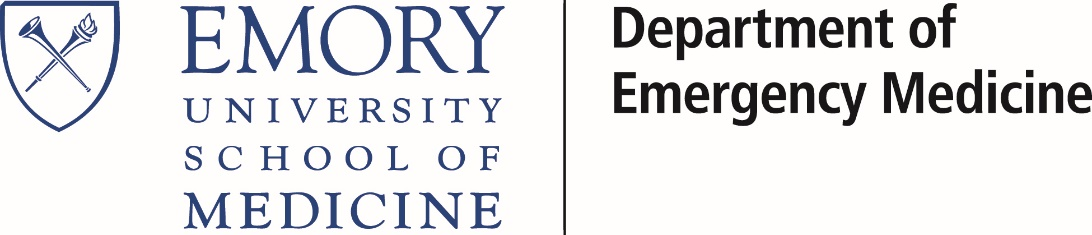 EMORY
UNIVERSITY
SCHOOL OF
MEDICINE
Department of
Emergency Medicine